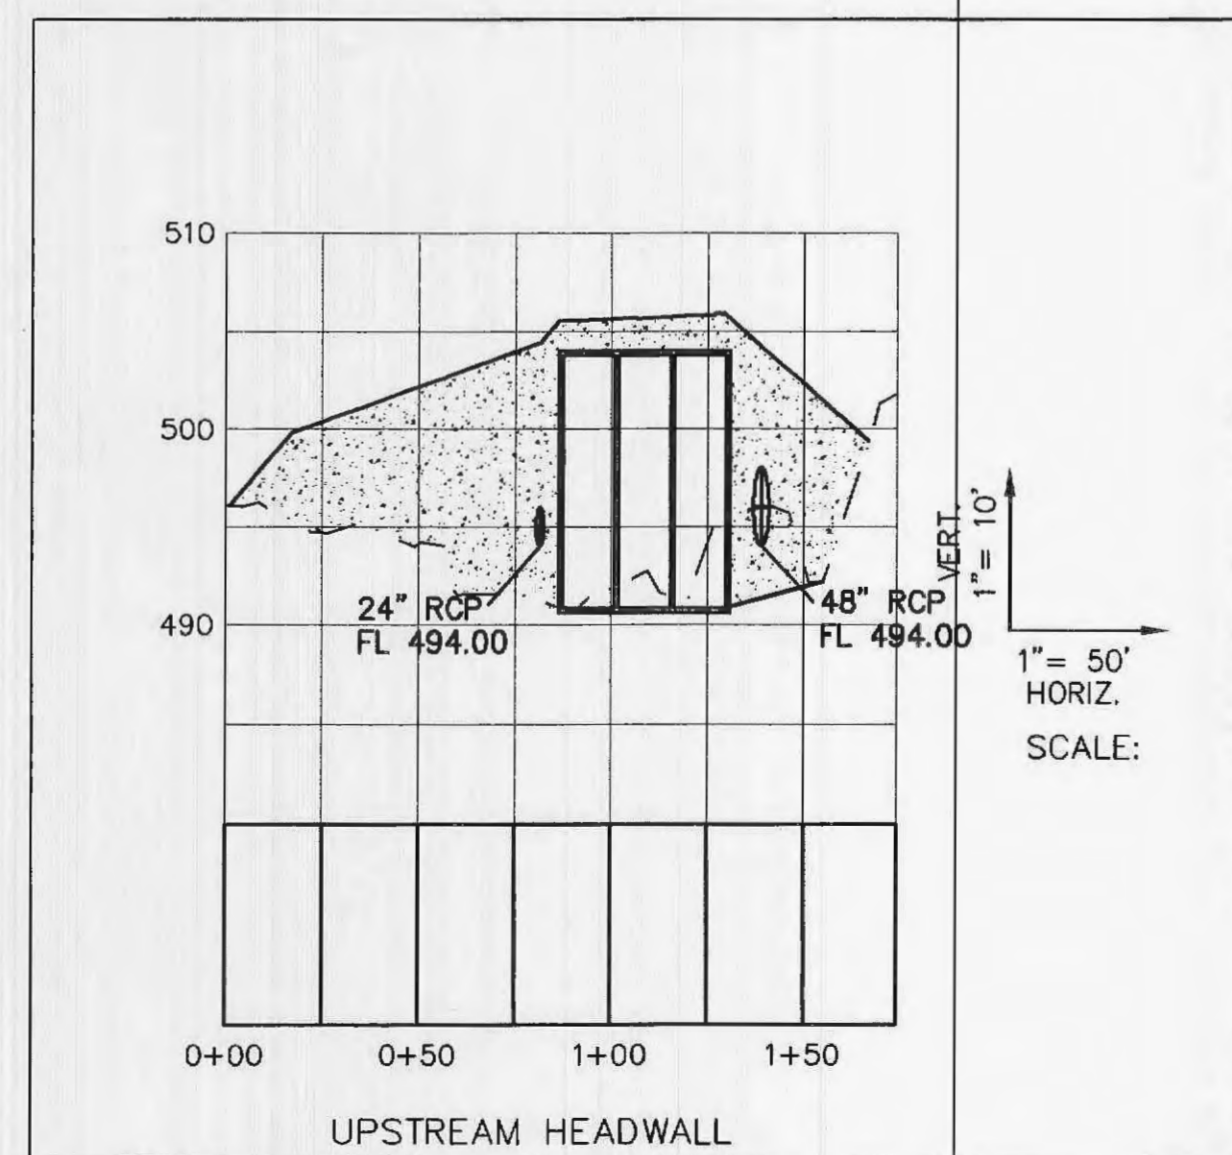 510
500
490
24" RCP
FL 494.00
48" RCP
FL 494.00
VERT.
1"= 10'
1"= 50'
HORIZ.
SCALE:
0+00 0+50 1+00 1+50
UPSTREAM HEADWALL